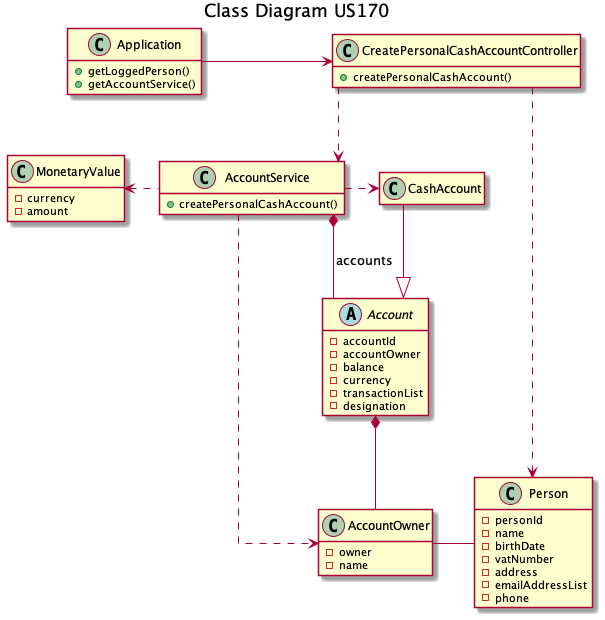 Class Diagram US170
C Application
getLoggedPerson()
getAccountService()
C CreatePersonalCashAccountController
createPersonalCashAccount()
C MonetaryValue
currency
amount
C AccountService
createPersonalCashAccount()
C CashAccount
accounts
A Account
accountId
accountOwner
balance
currency
transactionList
designation
C AccountOwner
owner
name
C Person
personId
name
birthDate
vatNumber
address
emailAddressList
phone